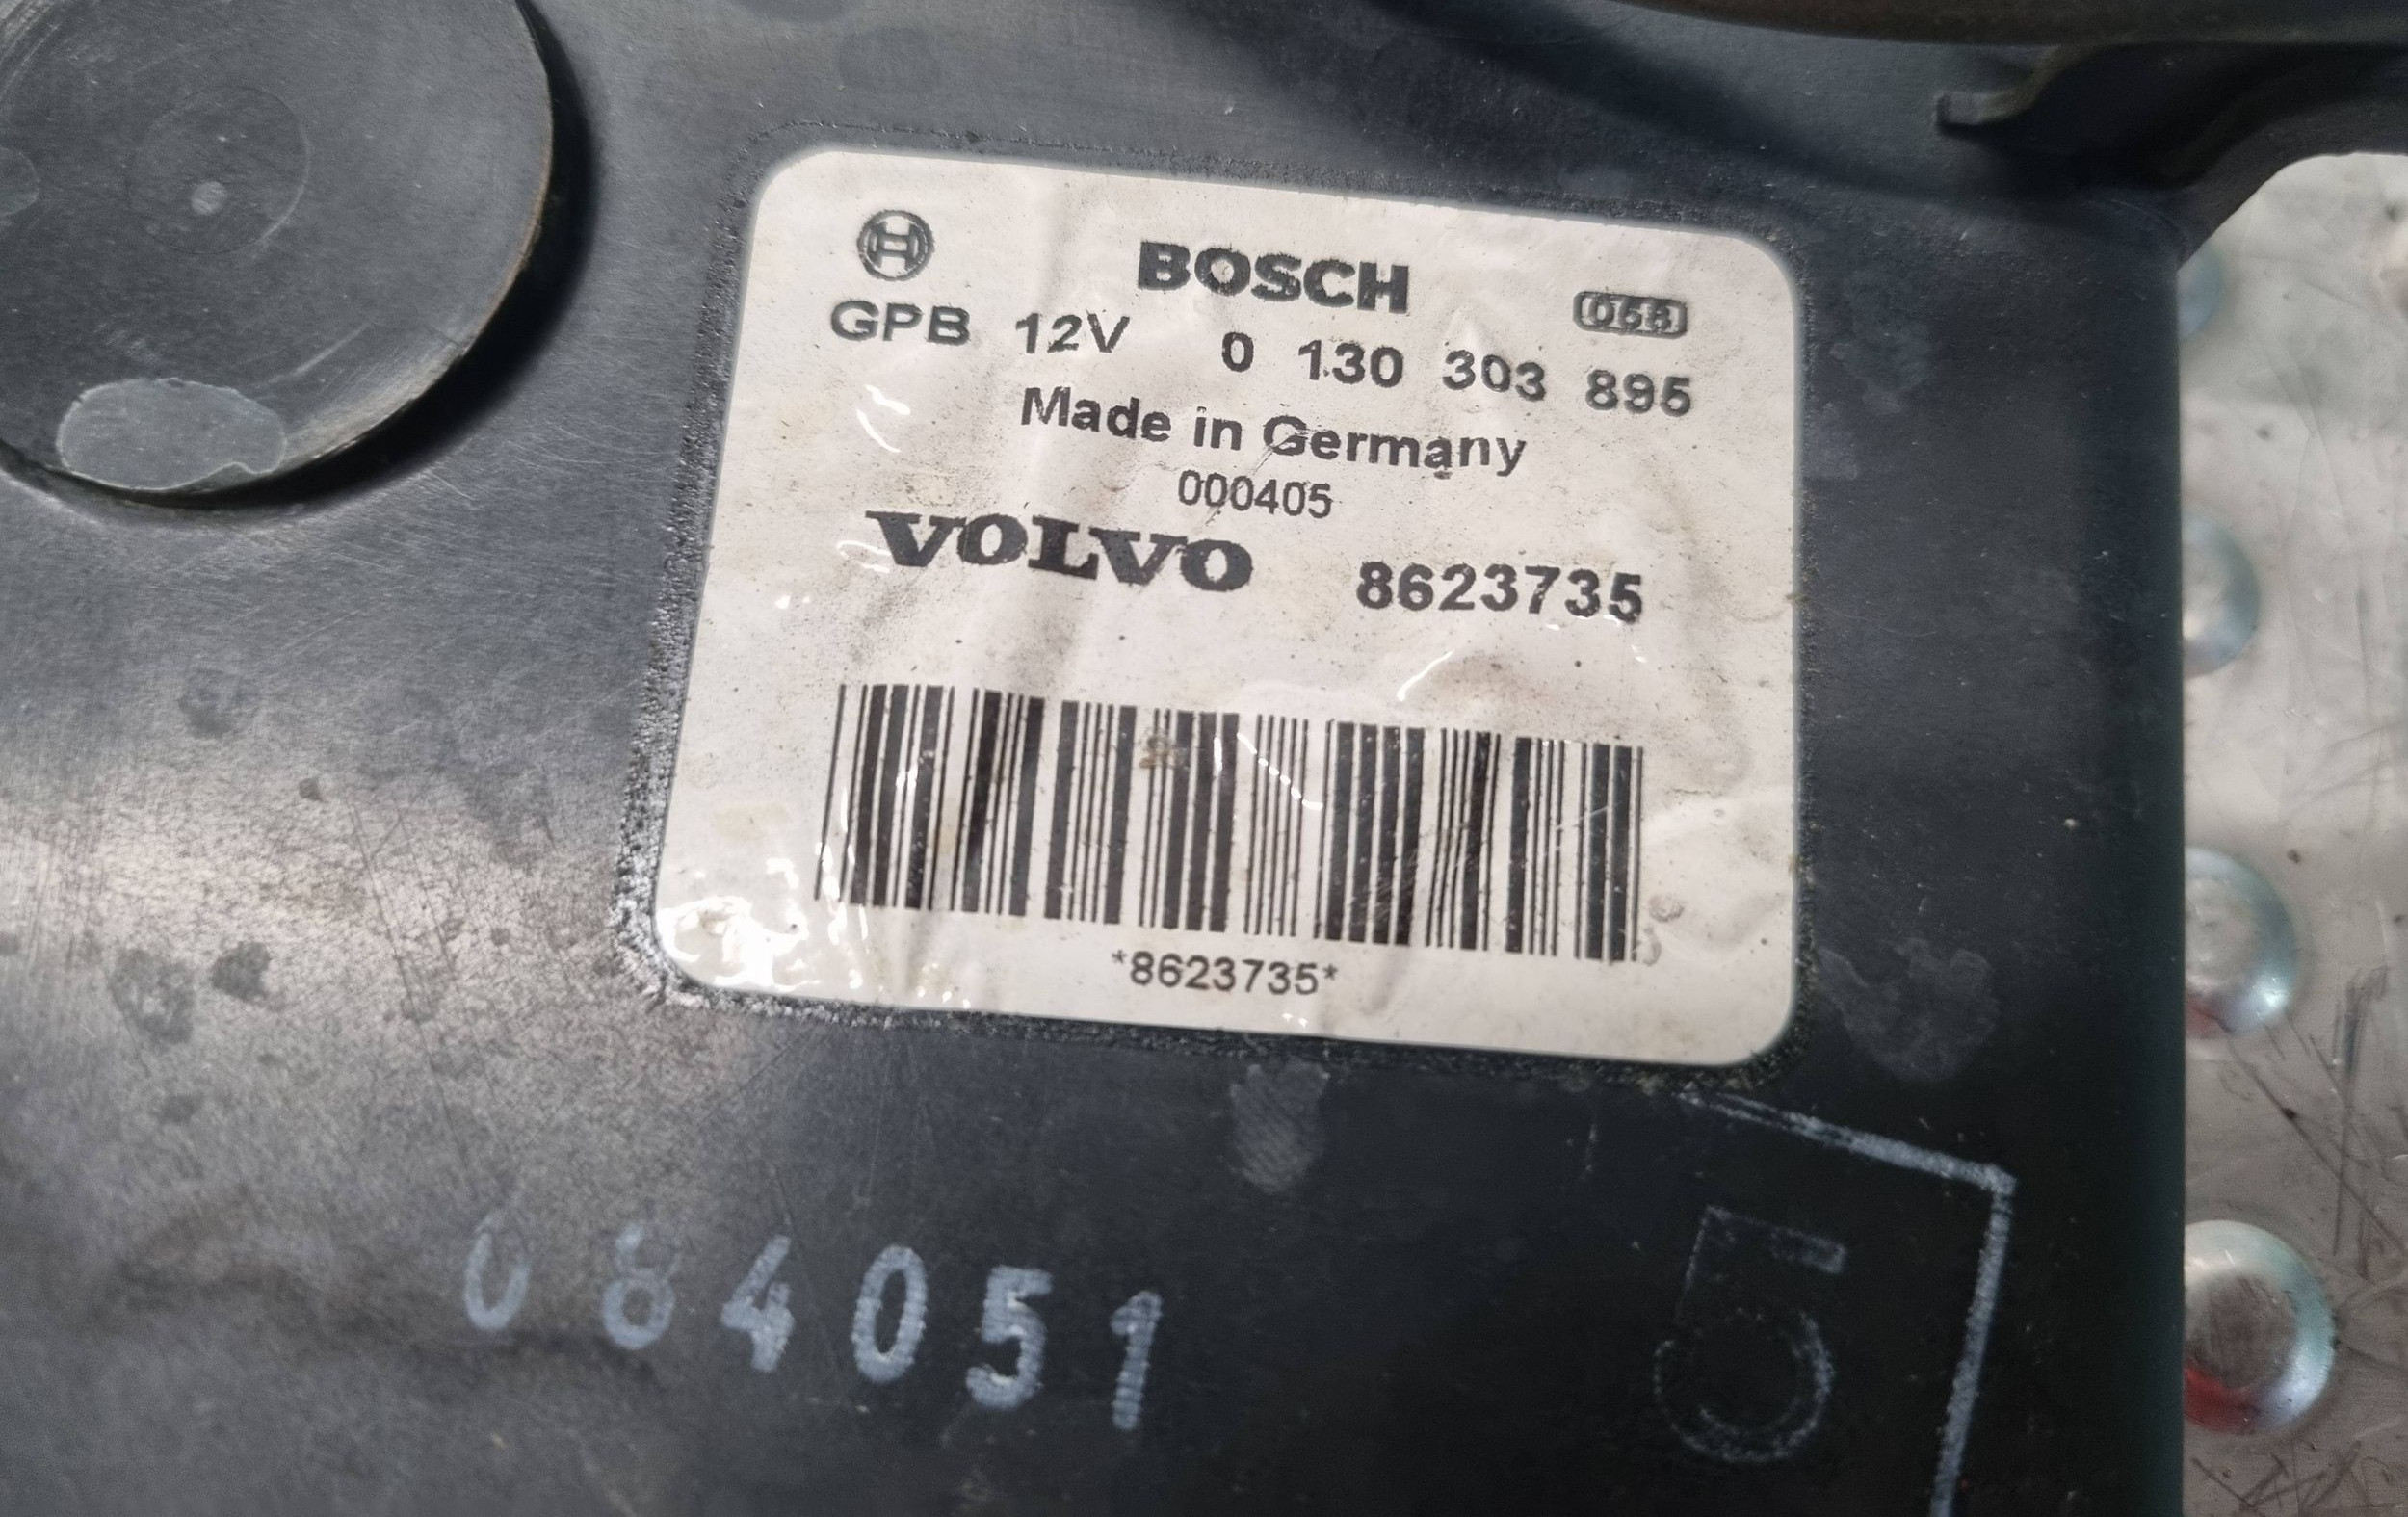 BOSCH
GPB 12V 0 130 303 895
Made in Germany
000405
VOLVO 8623735
*8623735*
084051
5